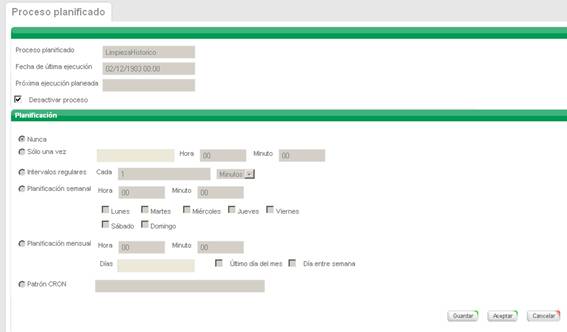 Proceso planificado
Proceso planificado LimpiezaHistorico
Fecha de última ejecución 02/12/1903 00:00
Próxima ejecución planeada
Desactivar proceso
Planificación
Nunca
Sólo una vez Hora 00 Minuto 00
Intervalos regulares Cada 1 Minutos
Planificación semanal Hora 00 Minuto 00
Lunes Martes Miércoles Jueves Viernes
Sábado Domingo
Planificación mensual Hora 00 Minuto 00
Días Último día del mes Día entre semana
Patrón CRON
Guardar Aceptar Cancelar